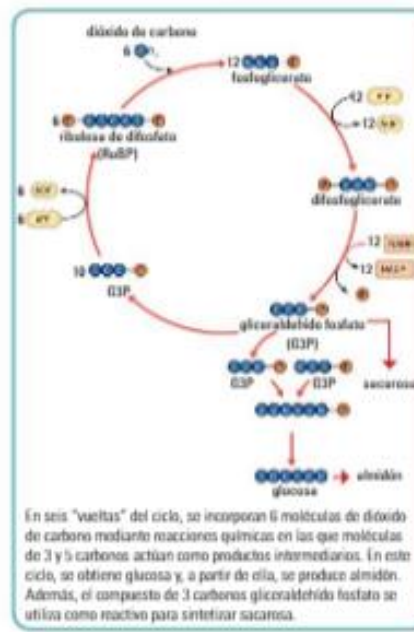 dióxido de carbono
6
12
fosfoglicerato
12
12
6
ribulosa de difosfato
(RuBP)
difosfoglicerato
6
6
12
12
10
G3P
gliceraldehído fosfato
(G3P)
G3P
G3P
sacarosa
glucosa
almidón
En seis "vueltas" del ciclo, se incorporan 6 moléculas de dióxido
de carbono mediante reacciones químicas en las que moléculas
de 3 y 5 carbonos actúan como productos intermediarios. En este
ciclo, se obtiene glucosa y, a partir de ella, se produce almidón.
Además, el compuesto de 3 carbonos gliceraldehído fosfato se
utiliza como reactivo para sintetizar sacarosa.